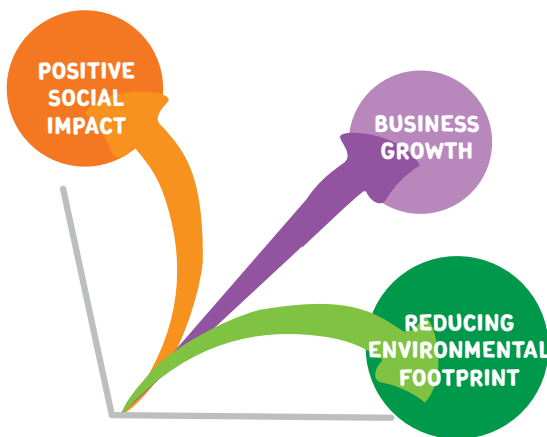 POSITIVE
SOCIAL
IMPACT
BUSINESS
GROWTH
REDUCING
ENVIRONMENTAL
FOOTPRINT